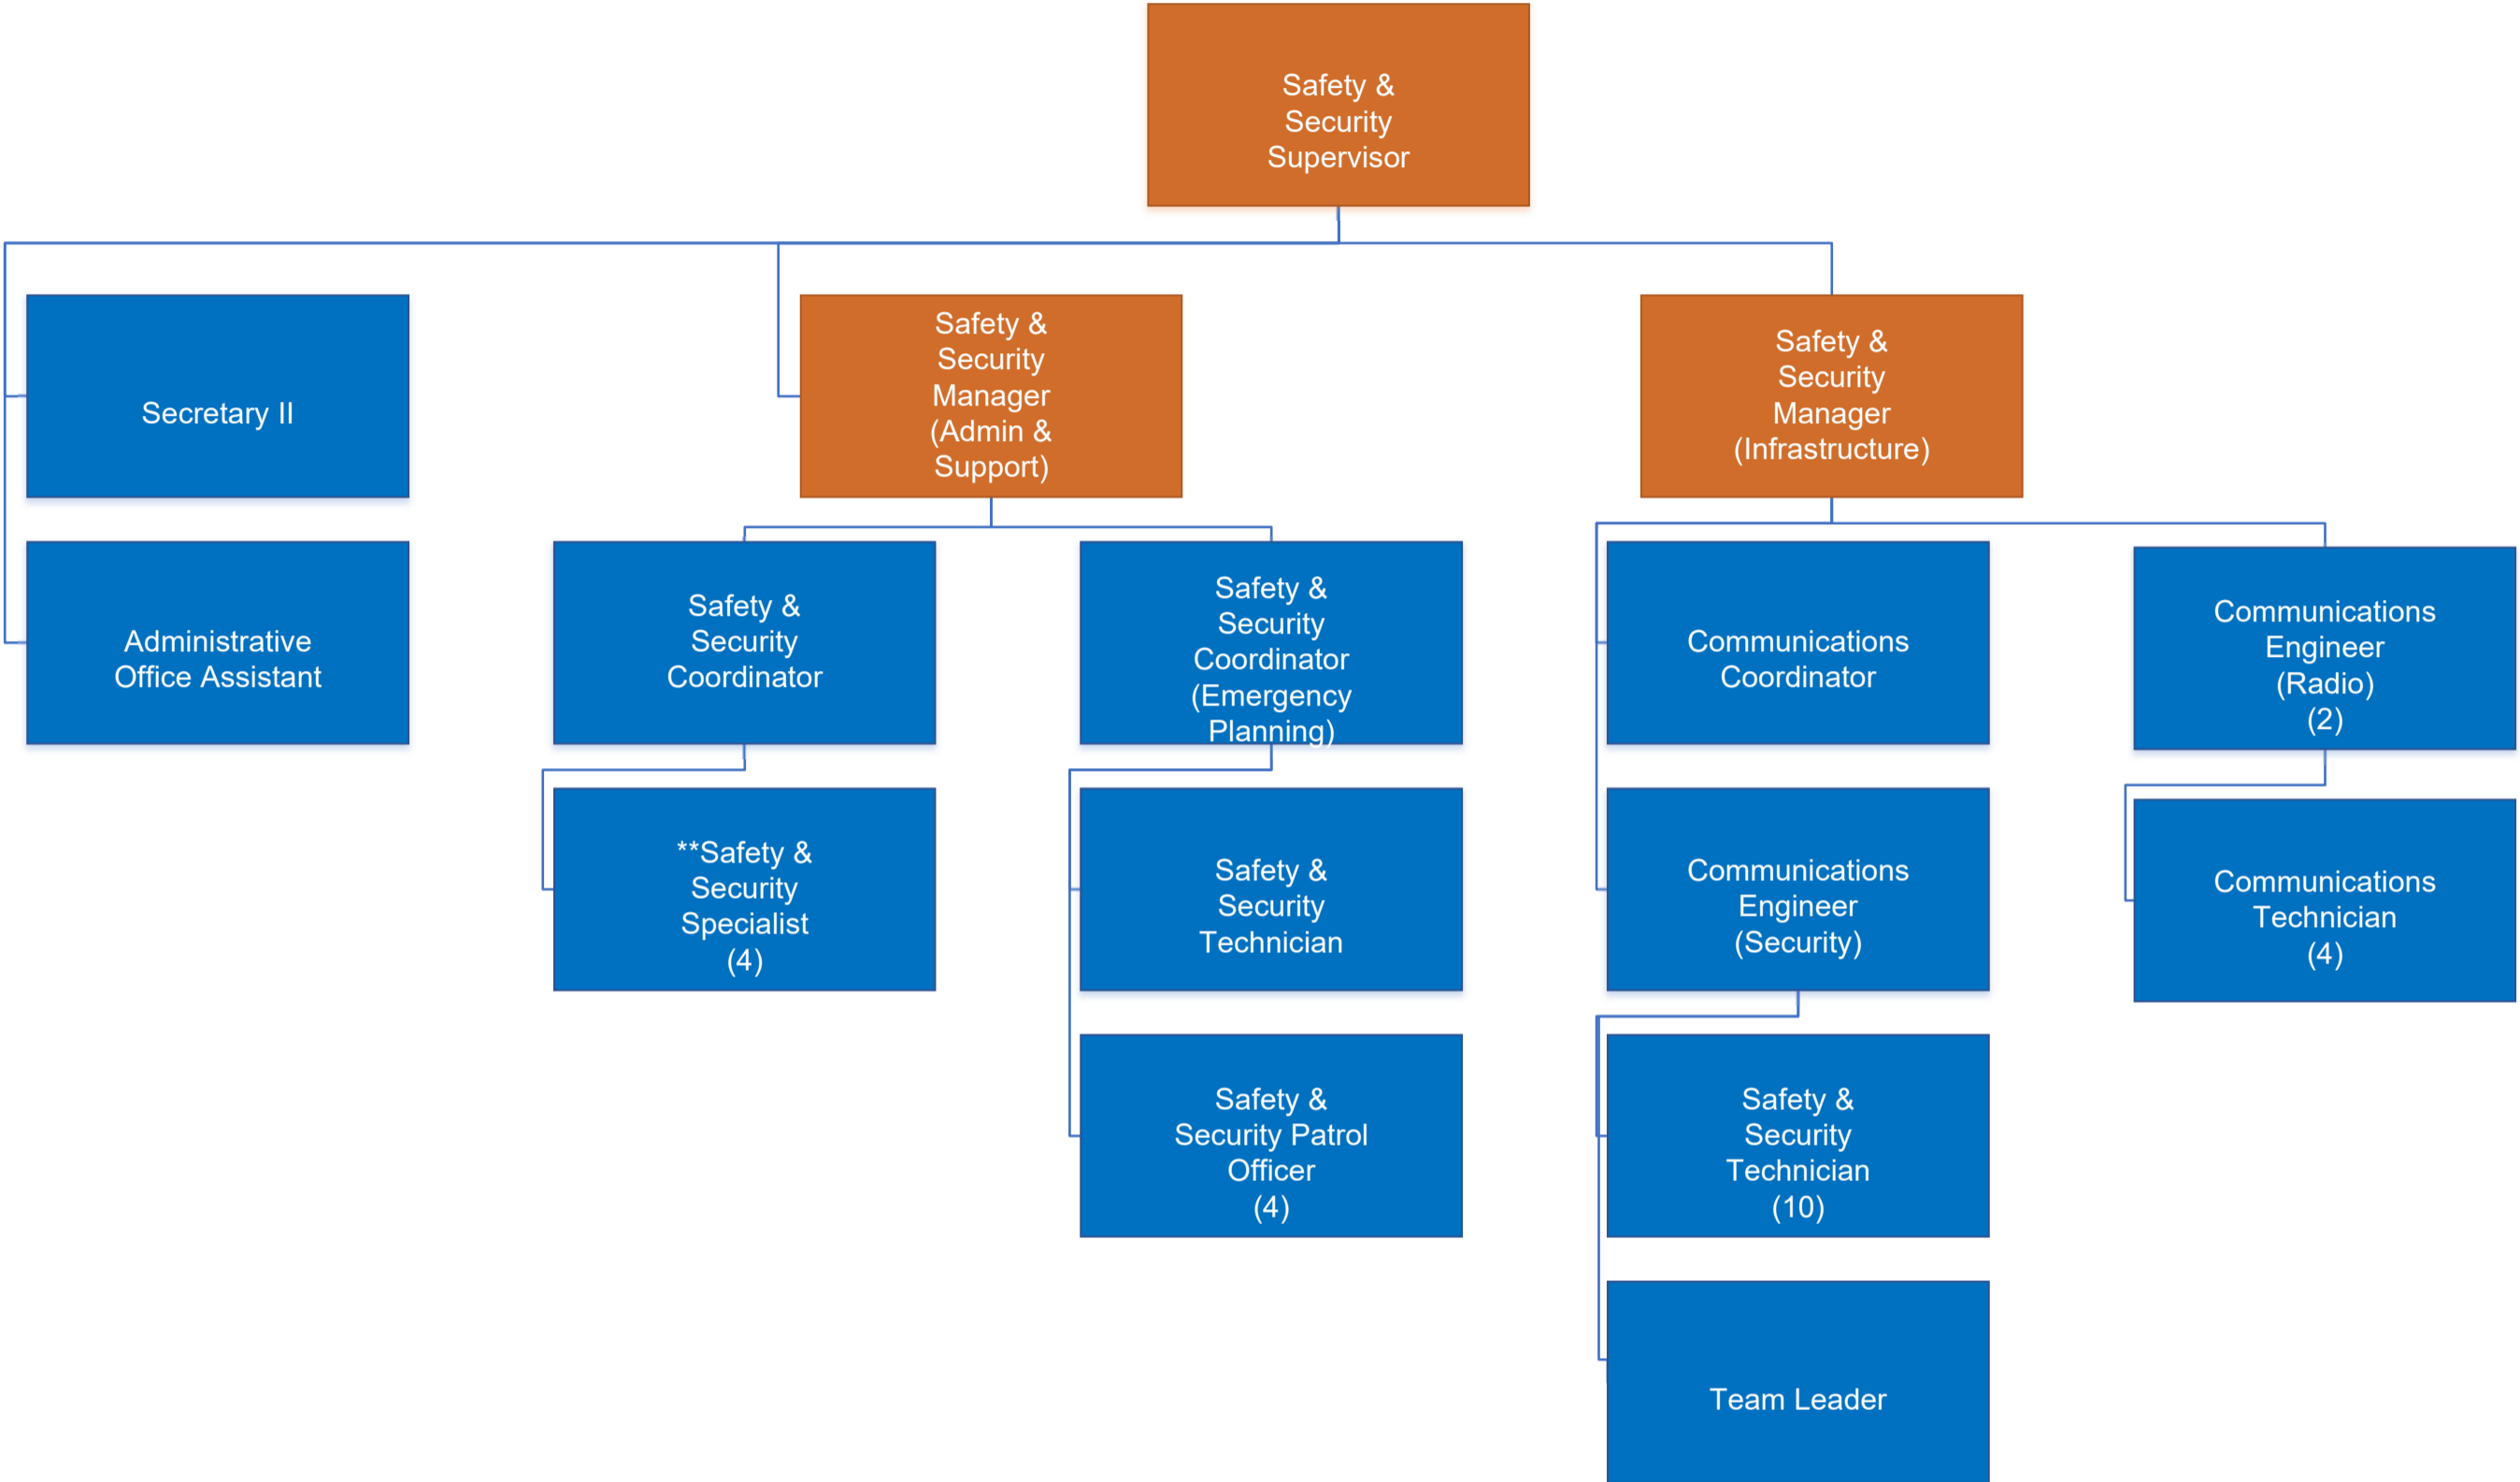 Safety &
Security
Supervisor
Secretary II
Safety &
Security
Manager
(Admin &
Support)
Safety &
Security
Manager
(Infrastructure)
Administrative
Office Assistant
Safety &
Security
Coordinator
Safety &
Security
Coordinator
(Emergency
Planning)
Communications
Coordinator
Communications
Engineer
(Radio)
(2)
**Safety &
Security
Specialist
(4)
Safety &
Security
Technician
Communications
Engineer
(Security)
Communications
Technician
(4)
Safety &
Security Patrol
Officer
(4)
Safety &
Security
Technician
(10)
Team Leader